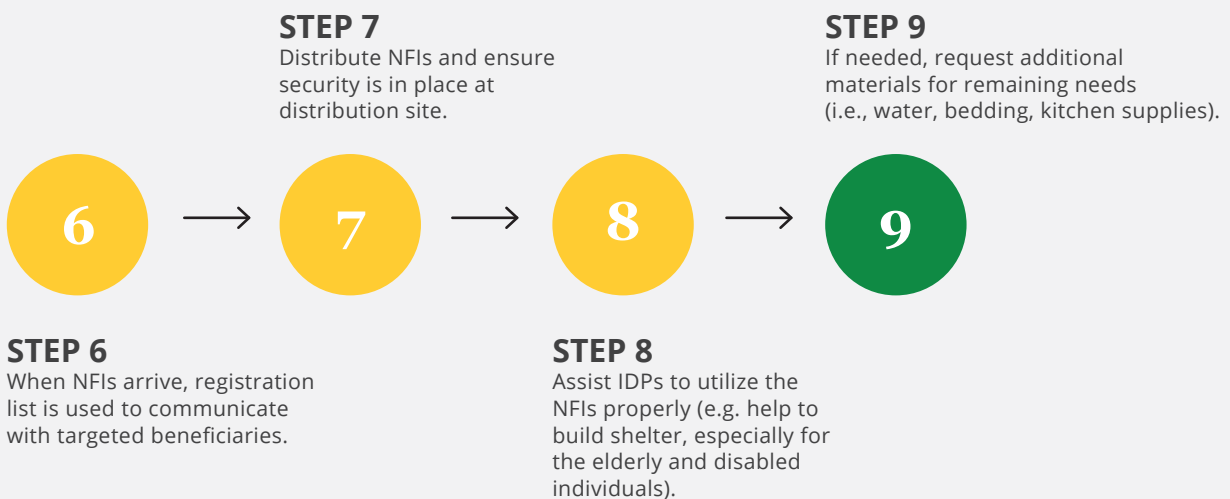 STEP 7
Distribute NFIs and ensure
security is in place at
distribution site.
STEP 9
If needed, request additional
materials for remaining needs
(i.e., water, bedding, kitchen supplies).
6
7
8
9
STEP 6
When NFIs arrive, registration
list is used to communicate
with targeted beneficiaries.
STEP 8
Assist IDPs to utilize the
NFIs properly (e.g. help to
build shelter, especially for
the elderly and disabled
individuals).